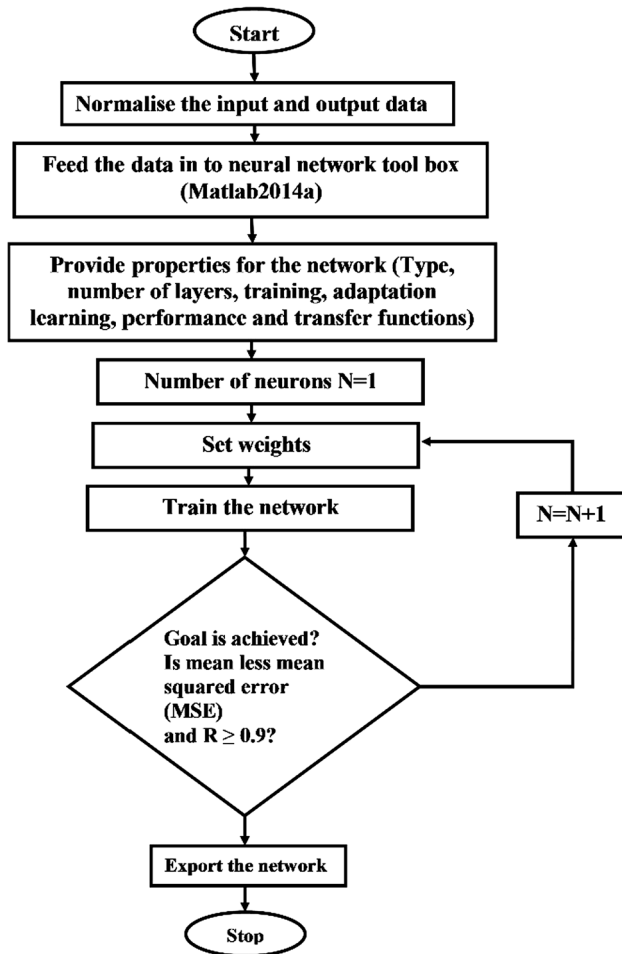 Start
Normalise the input and output data
Feed the data in to neural network tool box
(Matlab2014a)
Provide properties for the network (Type,
number of layers, training, adaptation
learning, performance and transfer functions)
Number of neurons N=1
Set weights
Train the network
N=N+1
Goal is achieved?
Is mean less mean
squared error
(MSE)
and R ≥ 0.9?
Export the network
Stop